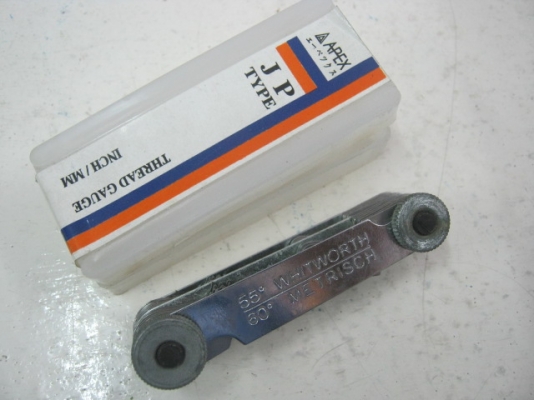 APEX
エーペックス
JP
TYPE
THREAD GAUGE
INCH/MM
55° WHITWORTH
60° METRISCH